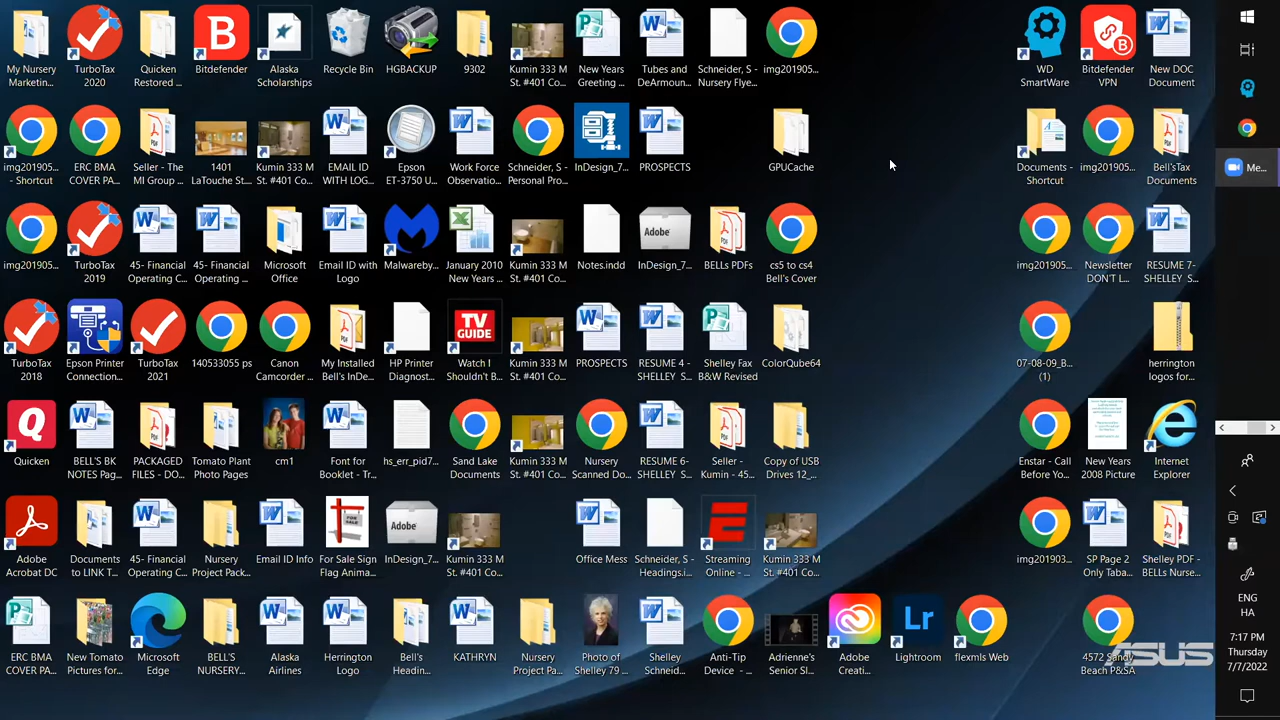 My Nursery
Marketin...
TurboTax
2020
Quicken
Restored ...
Bitdefender
Alaska
Scholarships
Recycle Bin
HGBACKUP
9302
Kumin 333 M
St. #401 Co...
New Years
Greeting ...
Tubes and
DeArmoun...
Schneider, S -
Nursery Flye...
img201905...
WD
SmartWare
Bitdefender
VPN
New DOC
Document
img201905...
- Shortcut
ERC BMA
COVER PA...
Seller - The
MI Group ...
1401
LaTouche St....
Kumin 333 M
St. #401 Co...
EMAIL ID
WITH LOG...
Epson
ET-3750 U...
Work Force
Observatio...
Schneider, S -
Personal Pro...
InDesign_7...
PROSPECTS
GPUCache
Documents -
Shortcut
img201905...
Bell'sTax
Documents
img201905...
TurboTax
2019
45- Financial
Operating C...
45- Financial
Operating ...
Microsoft
Office
Email ID with
Logo
Malwareby...
January 2010
New Years ...
Kumin 333 M
St. #401 Co...
Notes.indd
Adobe
InDesign_7...
BELLs PDFs
cs5 to cs4
Bell's Cover
img201905...
Newsletter
DON'T L...
RESUME 7-
SHELLEY S...
TurboTax
2018
Epson Printer
Connection...
TurboTax
2021
140533055 ps
Canon
Camcorder ...
My Installed
Bell's InDe...
HP Printer
Diagnost...
TV
GUIDE
Watch I
Shouldn't B...
Kumin 333 M
St. #401 Co...
PROSPECTS
RESUME 4 -
SHELLEY S...
Shelley Fax
B&W Revised
ColorQube64
07-08-09_B...
(1)
herrington
logos for...
Quicken
BELL'S BK
NOTES Pag...
PACKAGED
FILES - DO...
Tomato Plant
Photo Pages
cm1
Font for
Booklet - Tr...
hs_err_pid7...
Sand Lake
Documents
Kumin 333 M
St. #401 Co...
Nursery
Scanned Do...
RESUME 6-
SHELLEY S...
Seller -
Kumin - 45...
Copy of USB
Drives 12_...
Enstar - Call
Before Yo...
New Years
2008 Picture
Internet
Explorer
Adobe
Acrobat DC
Documents
to LINK T...
45- Financial
Operating C...
Nursery
Project Pack...
Email ID Info
FOR
SALE
For Sale Sign
Flag Anima...
Adobe
InDesign_7...
Kumin 333 M
St. #401 Co...
Office Mess
Schneider, S -
Headings.i...
Streaming
Online - ...
Kumin 333 M
St. #401 Co...
img201903...
SP Page 2
Only Taba...
Shelley PDF -
BELLs Nurse...
ERC BMA
COVER PA...
New Tomato
Pictures for...
Microsoft
Edge
BELL'S
NURSERY...
Alaska
Airlines
Herrington
Logo
Bell's
Headin...
KATHRYN
Nursery
Project Pa...
Photo of
Shelley 79 ...
Shelley
Schneid...
Anti-Tip
Device - ...
Adrienne's
Senior Sl...
Adobe
Creati...
Lr
Lightroom
flexmls Web
4572 Sandy
Beach P&SA
ASUS
Me...
ENG
HA
7:17 PM
Thursday
7/7/2022